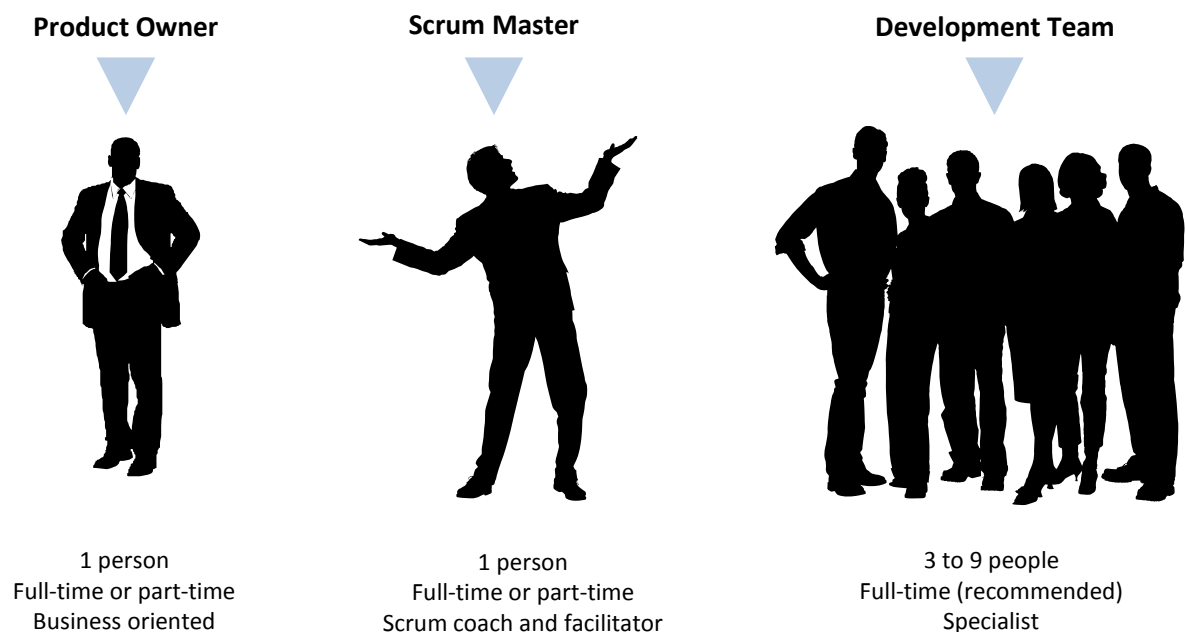 Product Owner
Scrum Master
Development Team
1 person
Full-time or part-time
Business oriented
1 person
Full-time or part-time
Scrum coach and facilitator
3 to 9 people
Full-time (recommended)
Specialist